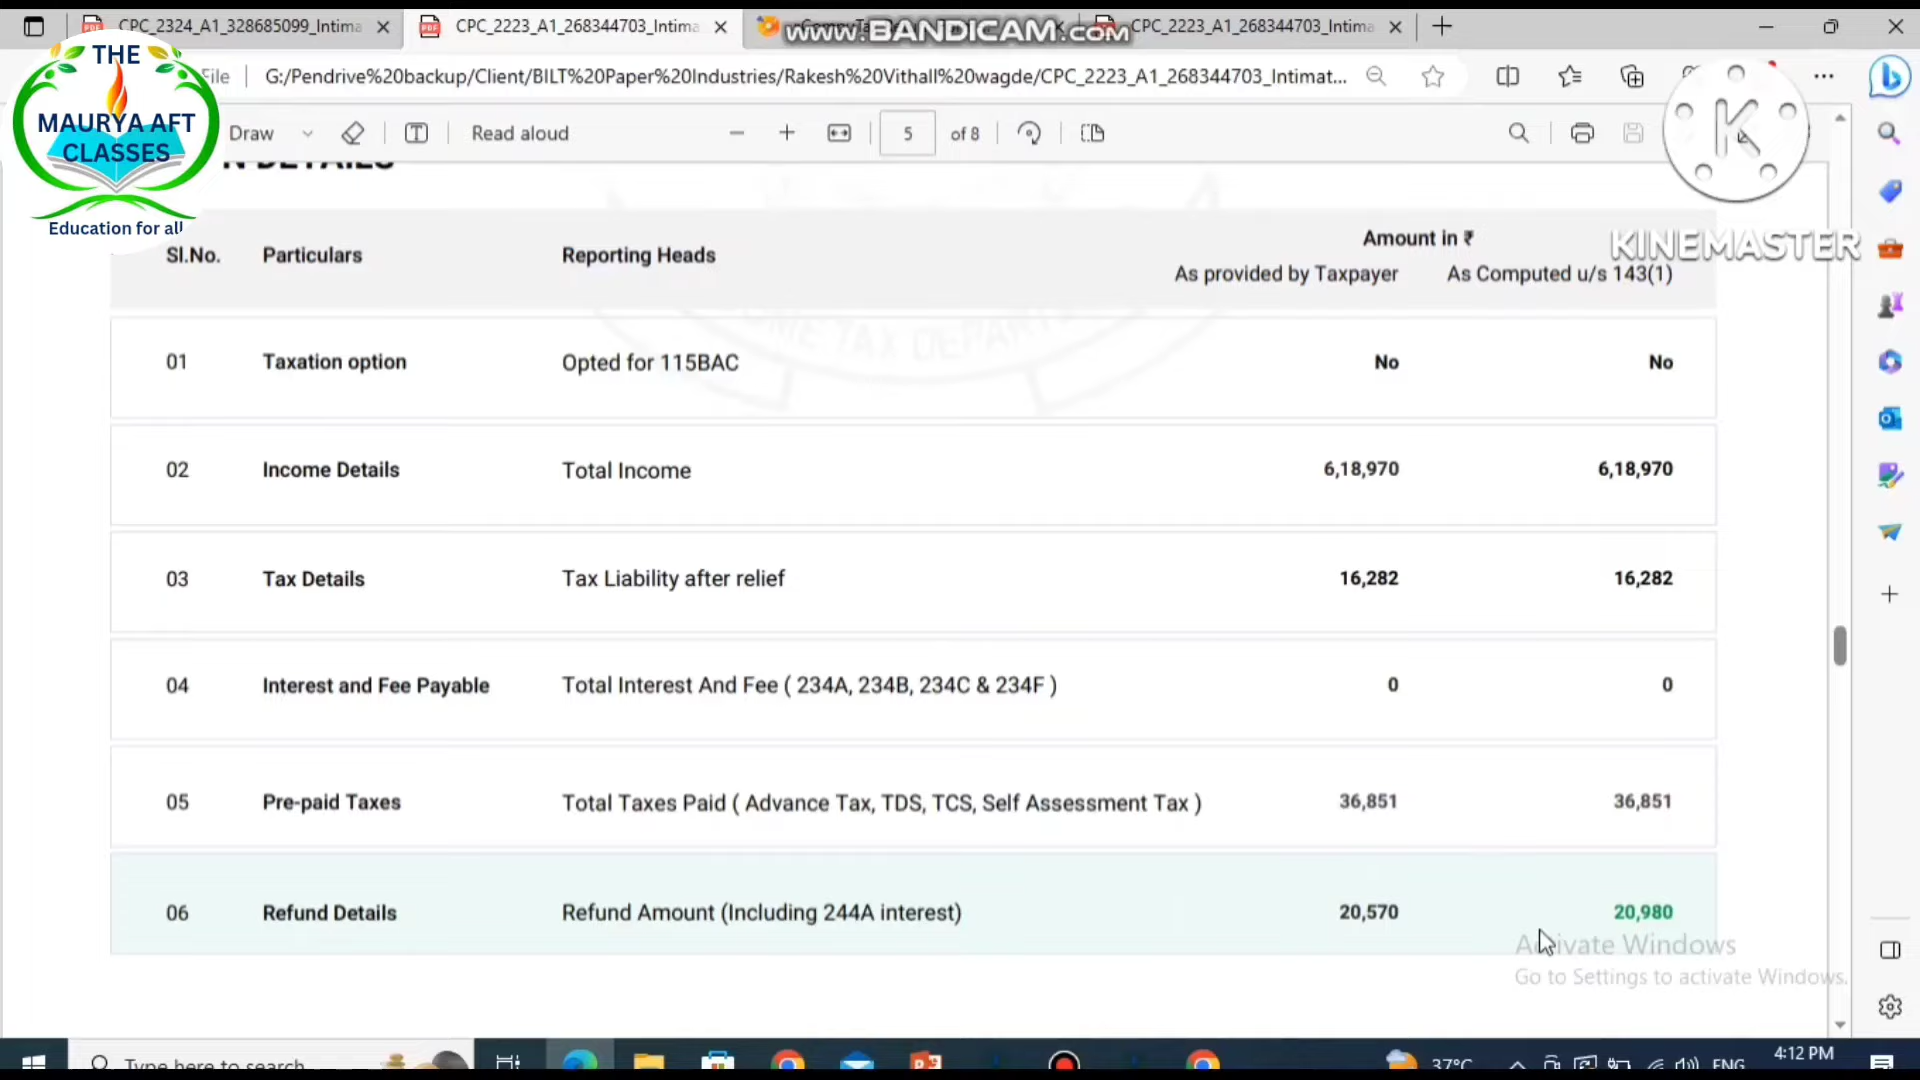 CPC_2324_A1_328685099_Intima
CPC_2223_A1_268344703_Intima
CPC_2223_A1_268344703_Intima
www.BANDICAM.com
File
G:/Pendrive%20backup/Client/BILT%20Paper%20Industries/Rakesh%20Vithall%20wagde/CPC_2223_A1_268344703_Intimat...
THE
MAURYA AFT
CLASSES
Education for all
Draw
Read aloud
5
of 8
KINEMASTER
N DETAILS
Sl.No.
Particulars
Reporting Heads
Amount in ₹
As provided by Taxpayer
As Computed u/s 143(1)
01
Taxation option
Opted for 115BAC
No
No
02
Income Details
Total Income
6,18,970
6,18,970
03
Tax Details
Tax Liability after relief
16,282
16,282
04
Interest and Fee Payable
Total Interest And Fee ( 234A, 234B, 234C & 234F )
0
0
05
Pre-paid Taxes
Total Taxes Paid ( Advance Tax, TDS, TCS, Self Assessment Tax )
36,851
36,851
06
Refund Details
Refund Amount (Including 244A interest)
20,570
20,980
Activate Windows
Go to Settings to activate Windows.
Type here to search
37°C
ENG
4:12 PM